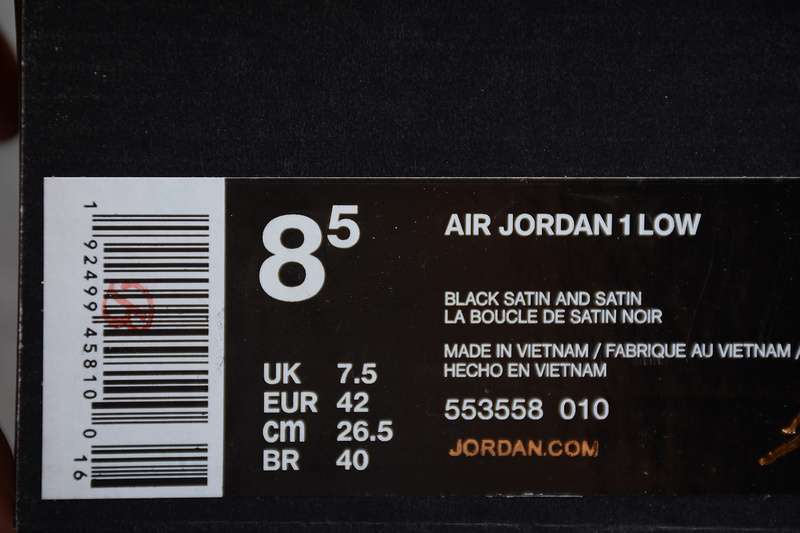 8⁵
AIR JORDAN 1 LOW
BLACK SATIN AND SATIN
LA BOUCLE DE SATIN NOIR
MADE IN VIETNAM / FABRIQUE AU VIETNAM /
HECHO EN VIETNAM
UK 7.5
EUR 42
cm 26.5
BR 40
553558 010
JORDAN.COM
1 92499 45810 0 16